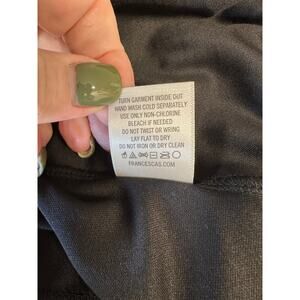 TURN GARMENT INSIDE OUT
HAND WASH COLD SEPARATELY
USE ONLY NON-CHLORINE
BLEACH IF NEEDED
DO NOT TWIST OR WRING
LAY FLAT TO DRY
DO NOT IRON OR DRY CLEAN
FRANCESCAS.COM